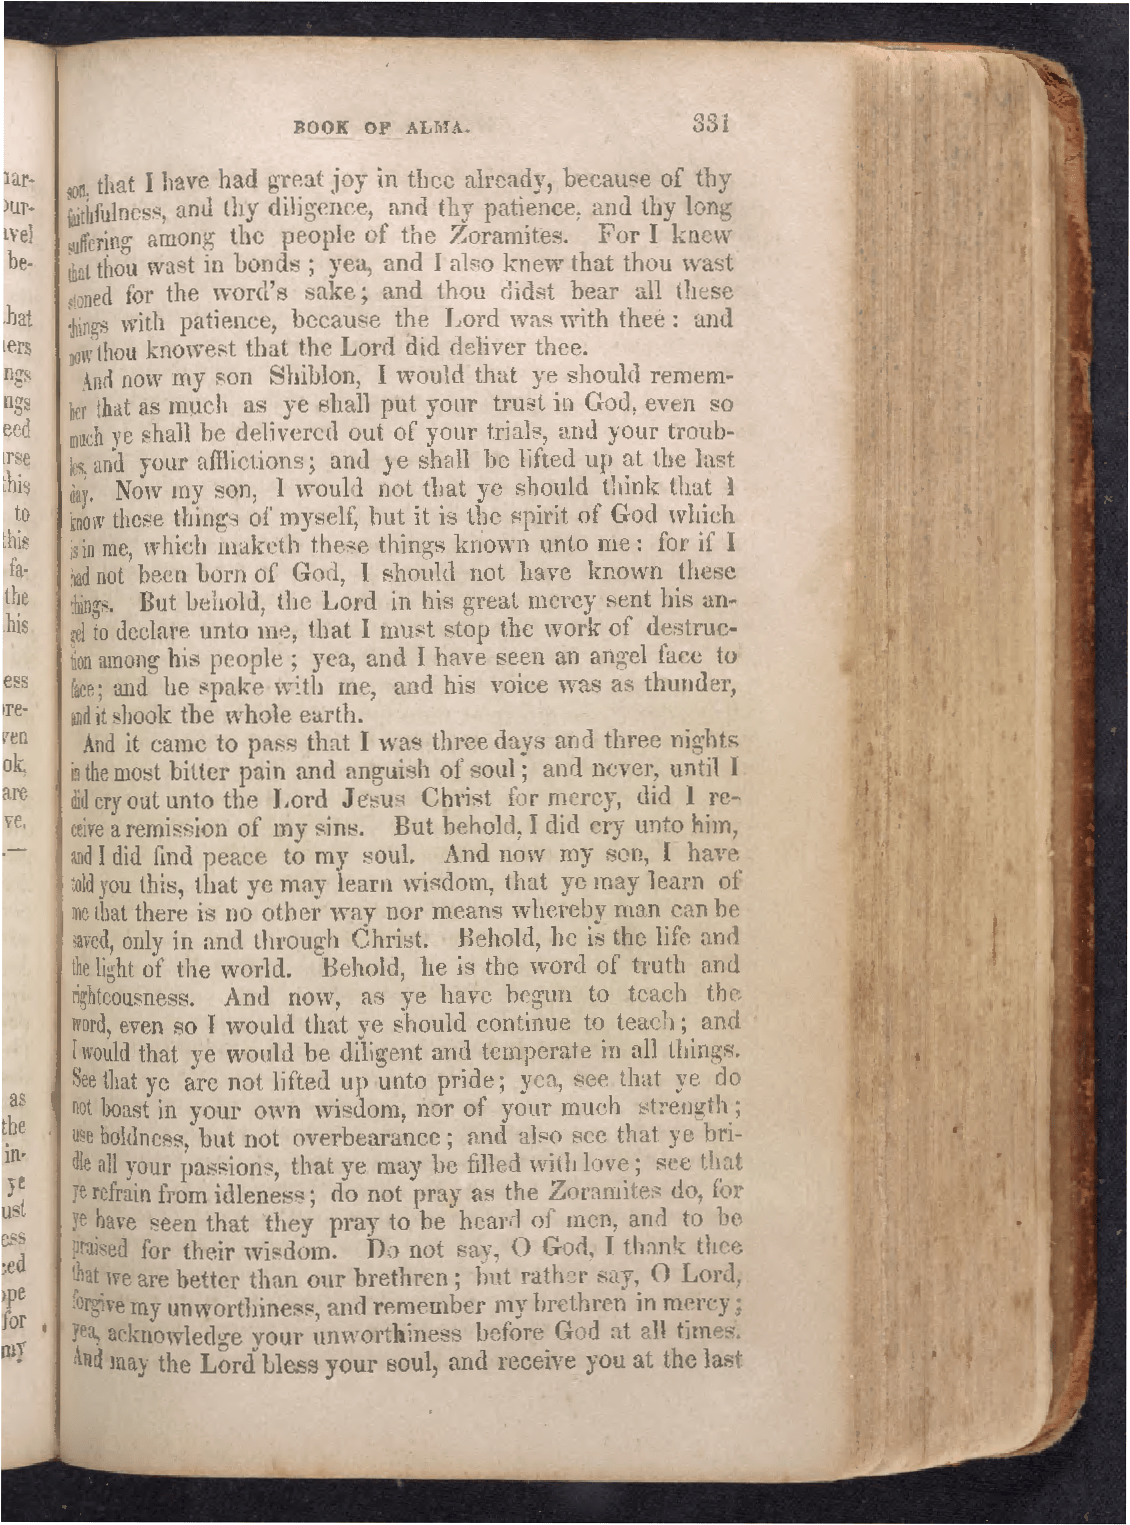 BOOK OF ALMA. 331
son, that I have had great joy in thee already, because of thy
faithfulness, and thy diligence, and thy patience, and thy long
suffering among the people of the Zoramites. For I knew
that thou wast in bonds; yea, and I also knew that thou wast
stoned for the word's sake; and thou didst bear all these
things with patience, because the Lord was with thee: and
now thou knowest that the Lord did deliver thee.
And now my son Shiblon, I would that ye should remem-
ber that as much as ye shall put your trust in God, even so
much ye shall be delivered out of your trials, and your troub-
les, and your afflictions; and ye shall be lifted up at the last
day. Now my son, I would not that ye should think that I
know these things of myself, but it is the spirit of God which
is in me, which maketh these things known unto me: for if I
had not been born of God, I should not have known these
things. But behold, the Lord in his great mercy sent his an-
gel to declare unto me, that I must stop the work of destruc-
tion among his people; yea, and I have seen an angel face to
face; and he spake with me, and his voice was as thunder,
and it shook the whole earth.
And it came to pass that I was three days and three nights
in the most bitter pain and anguish of soul; and never, until I
did cry out unto the Lord Jesus Christ for mercy, did I re-
ceive a remission of my sins. But behold, I did cry unto him,
and I did find peace to my soul. And now my son, I have
told you this, that ye may learn wisdom, that ye may learn of
me that there is no other way nor means whereby man can be
saved, only in and through Christ. Behold, he is the life and
the light of the world. Behold, he is the word of truth and
righteousness. And now, as ye have begun to teach the
word, even so I would that ye should continue to teach; and
I would that ye would be diligent and temperate in all things.
See that ye are not lifted up unto pride; yea, see that ye do
not boast in your own wisdom, nor of your much strength;
use boldness, but not overbearance; and also see that ye bri-
dle all your passions, that ye may be filled with love; see that
ye refrain from idleness; do not pray as the Zoramites do, for
ye have seen that they pray to be heard of men, and to be
praised for their wisdom. Do not say, O God, I thank thee
that we are better than our brethren; but rather say, O Lord,
forgive my unworthiness, and remember my brethren in mercy;
yea, acknowledge your unworthiness before God at all times.
And may the Lord bless your soul, and receive you at the last